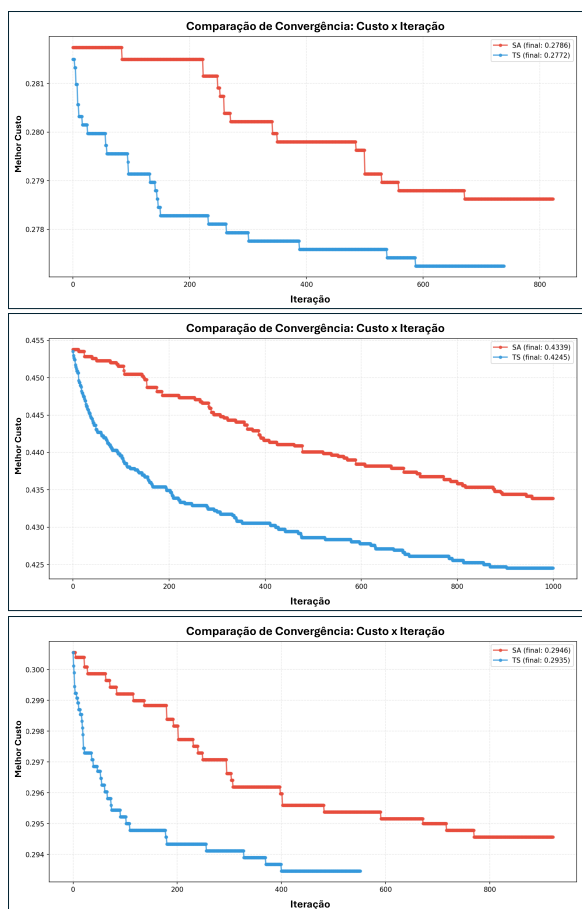 Comparação de Convergência: Custo x Iteração
SA (final: 0.2786)
TS (final: 0.2772)
Melhor Custo
0.281
0.280
0.279
0.278
0 200 400 600 800
Iteração
Comparação de Convergência: Custo x Iteração
SA (final: 0.4339)
TS (final: 0.4245)
Melhor Custo
0.455
0.450
0.445
0.440
0.435
0.430
0.425
0 200 400 600 800 1000
Iteração
Comparação de Convergência: Custo x Iteração
SA (final: 0.2946)
TS (final: 0.2935)
Melhor Custo
0.300
0.299
0.298
0.297
0.296
0.295
0.294
0 200 400 600 800
Iteração